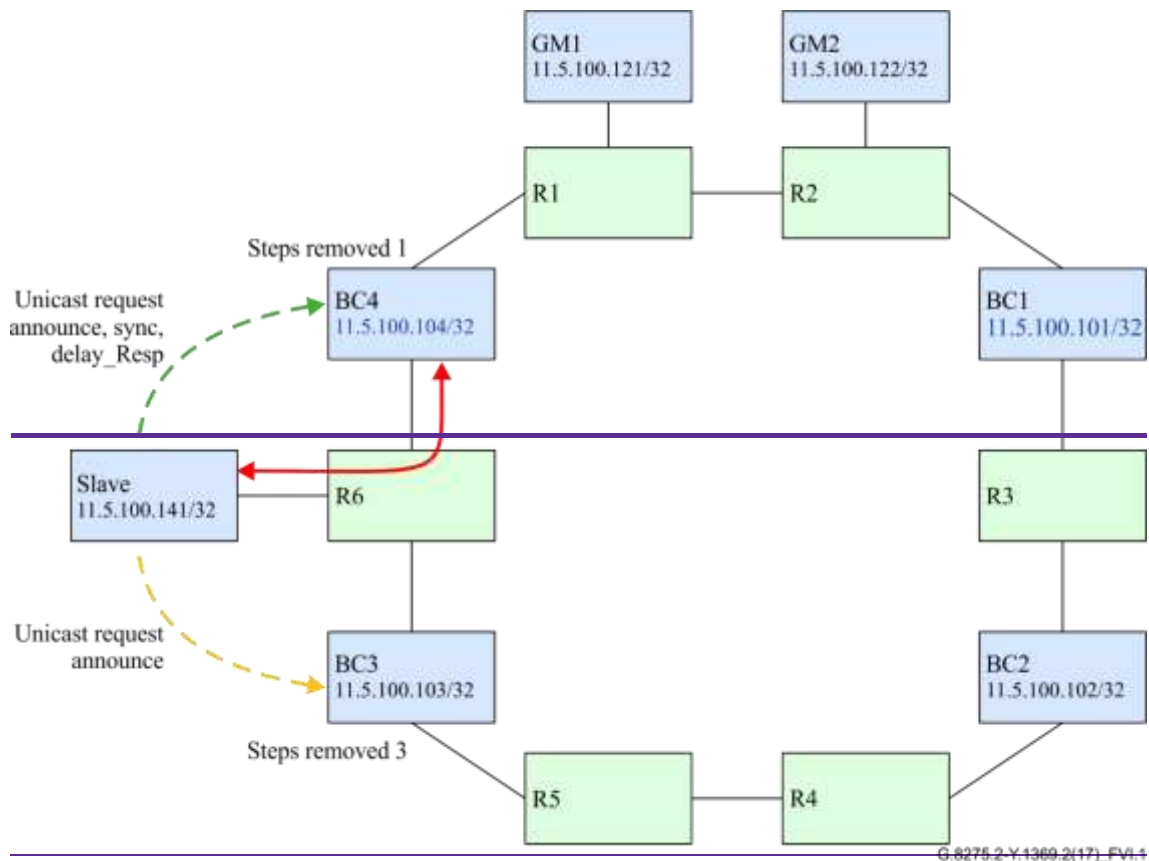 GM1
11.5.100.121/32
GM2
11.5.100.122/32
R1
R2
Steps removed 1
Unicast request
announce, sync,
delay_Resp
BC4
11.5.100.104/32
BC1
11.5.100.101/32
Slave
11.5.100.141/32
R6
R3
Unicast request
announce
BC3
11.5.100.103/32
BC2
11.5.100.102/32
Steps removed 3
R5
R4
G.8275.2-Y.1369.2(17)_FVI.1